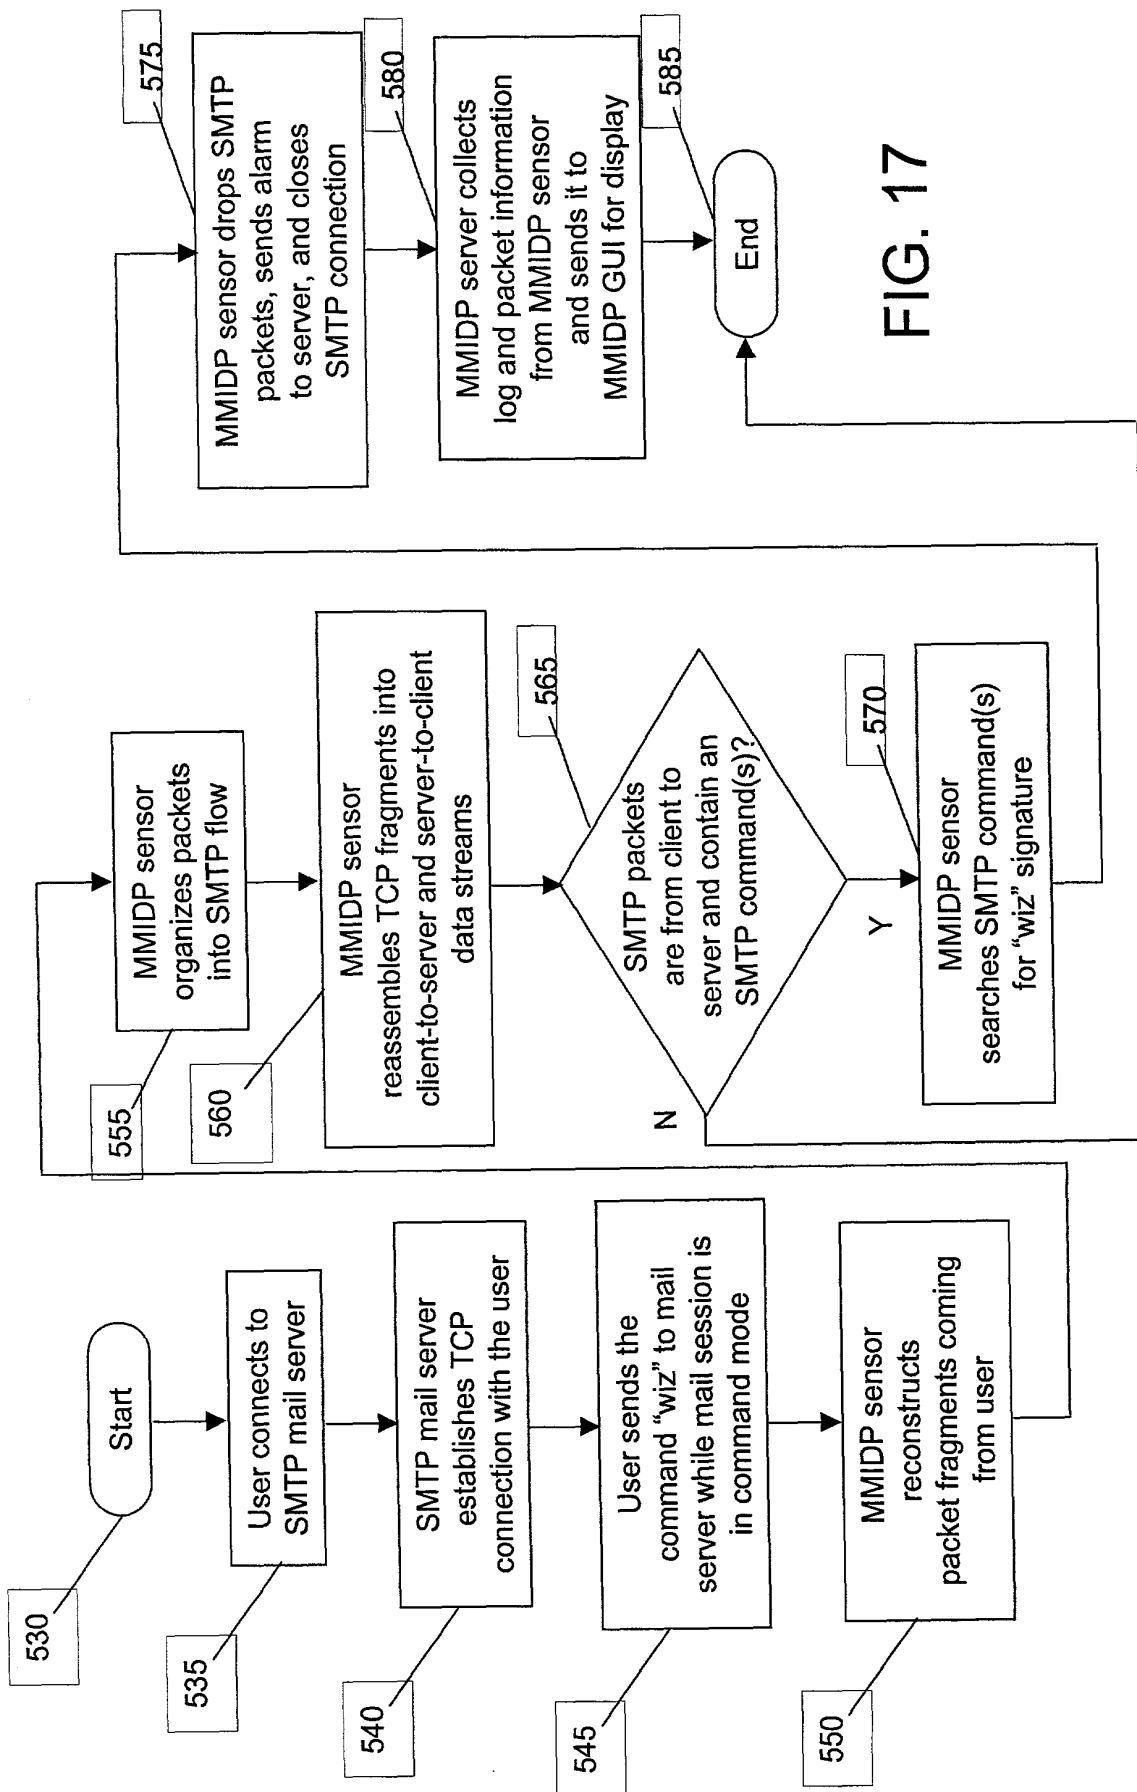 530
Start
535
User connects to
SMTP mail server
540
SMTP mail server
establishes TCP
connection with the user
545
User sends the
command “wiz” to mail
server while mail session is
in command mode
550
MMIDP sensor
reconstructs
packet fragments coming
from user
555
MMIDP sensor
organizes packets
into SMTP flow
560
MMIDP sensor
reassembles TCP fragments into
client-to-server and server-to-client
data streams
565
SMTP packets
are from client to
server and contain an
SMTP command(s)?
N
Y
570
MMIDP sensor
searches SMTP command(s)
for “wiz” signature
575
MMIDP sensor drops SMTP
packets, sends alarm
to server, and closes
SMTP connection
580
MMIDP server collects
log and packet information
from MMIDP sensor
and sends it to
MMIDP GUI for display
585
End
FIG. 17